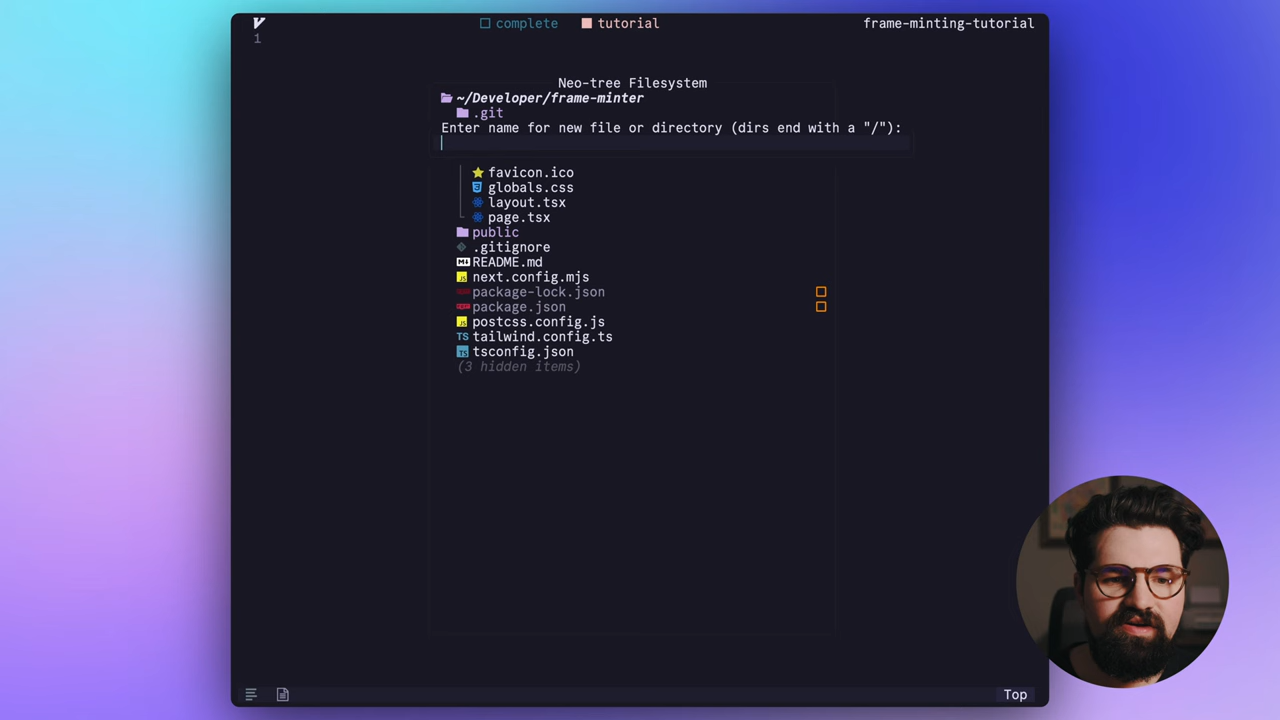 complete tutorial frame-minting-tutorial
1
Neo-tree Filesystem
~/Developer/frame-minter
.git
Enter name for new file or directory (dirs end with a "/"):
favicon.ico
globals.css
layout.tsx
page.tsx
public
.gitignore
README.md
next.config.mjs
package-lock.json
package.json
postcss.config.js
TS tailwind.config.ts
tsconfig.json
(3 hidden items)
Top